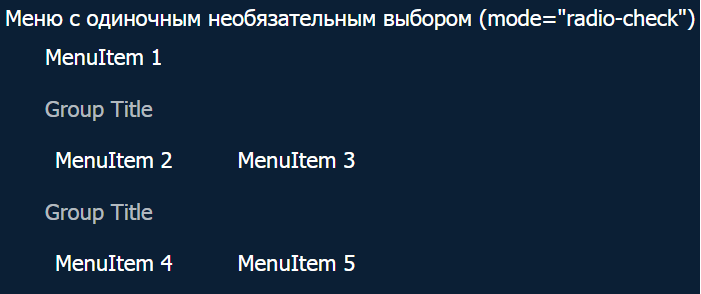 Меню с одиночным необязательным выбором (mode="radio-check")
MenuItem 1
Group Title
MenuItem 2 MenuItem 3
Group Title
MenuItem 4 MenuItem 5